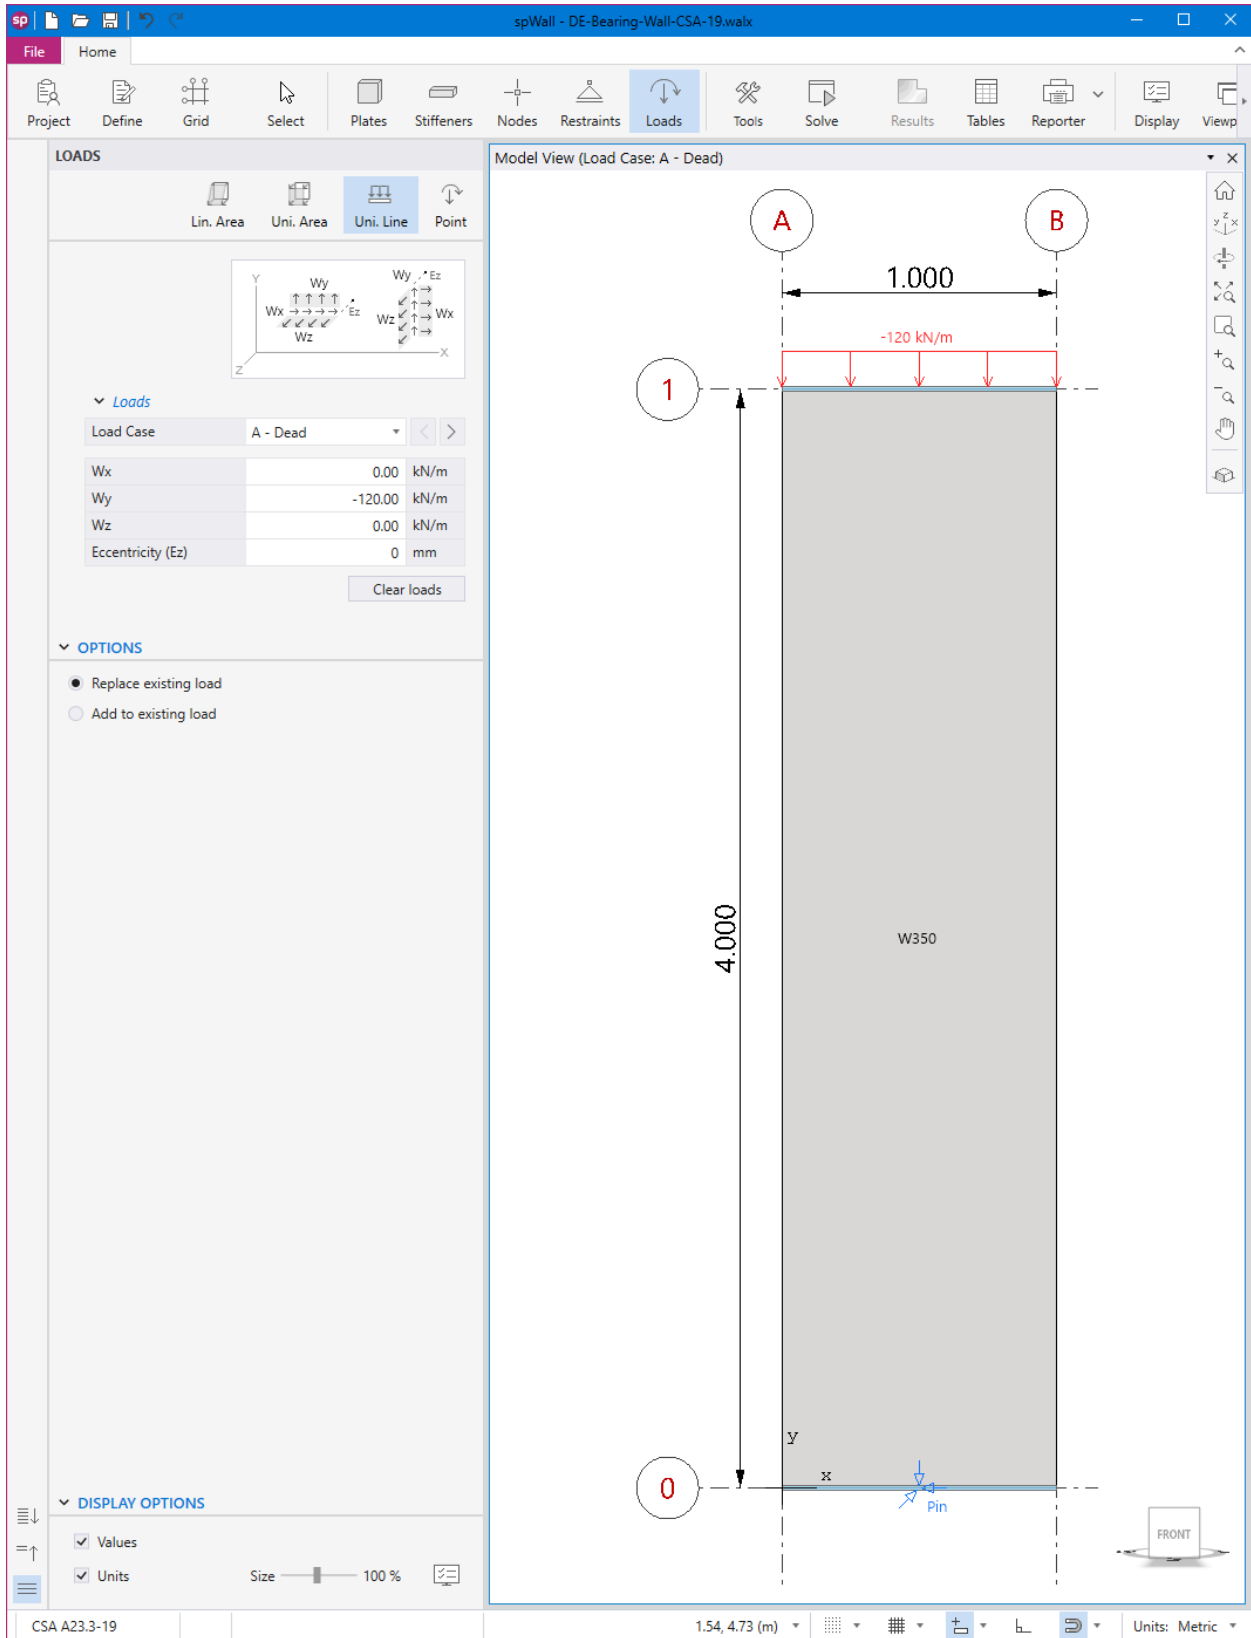 sp
spWall - DE-Bearing-Wall-CSA-19.walx
File Home
Project Define Grid Select Plates Stiffeners Nodes Restraints Loads Tools Solve Results Tables Reporter Display Viewp
LOADS
Lin. Area Uni. Area Uni. Line Point
Y Wy Wx Ez Wz Wy Ez Wz Wx X Z
Loads
Load Case A - Dead
Wx 0.00 kN/m
Wy -120.00 kN/m
Wz 0.00 kN/m
Eccentricity (Ez) 0 mm
Clear loads
OPTIONS
Replace existing load
Add to existing load
DISPLAY OPTIONS
Values
Units Size 100 %
Model View (Load Case: A - Dead)
z
y x
A B
1.000
-120 kN/m
1
4.000
W350
y
x
0
Pin
FRONT
CSA A23.3-19 1.54, 4.73 (m) Units: Metric